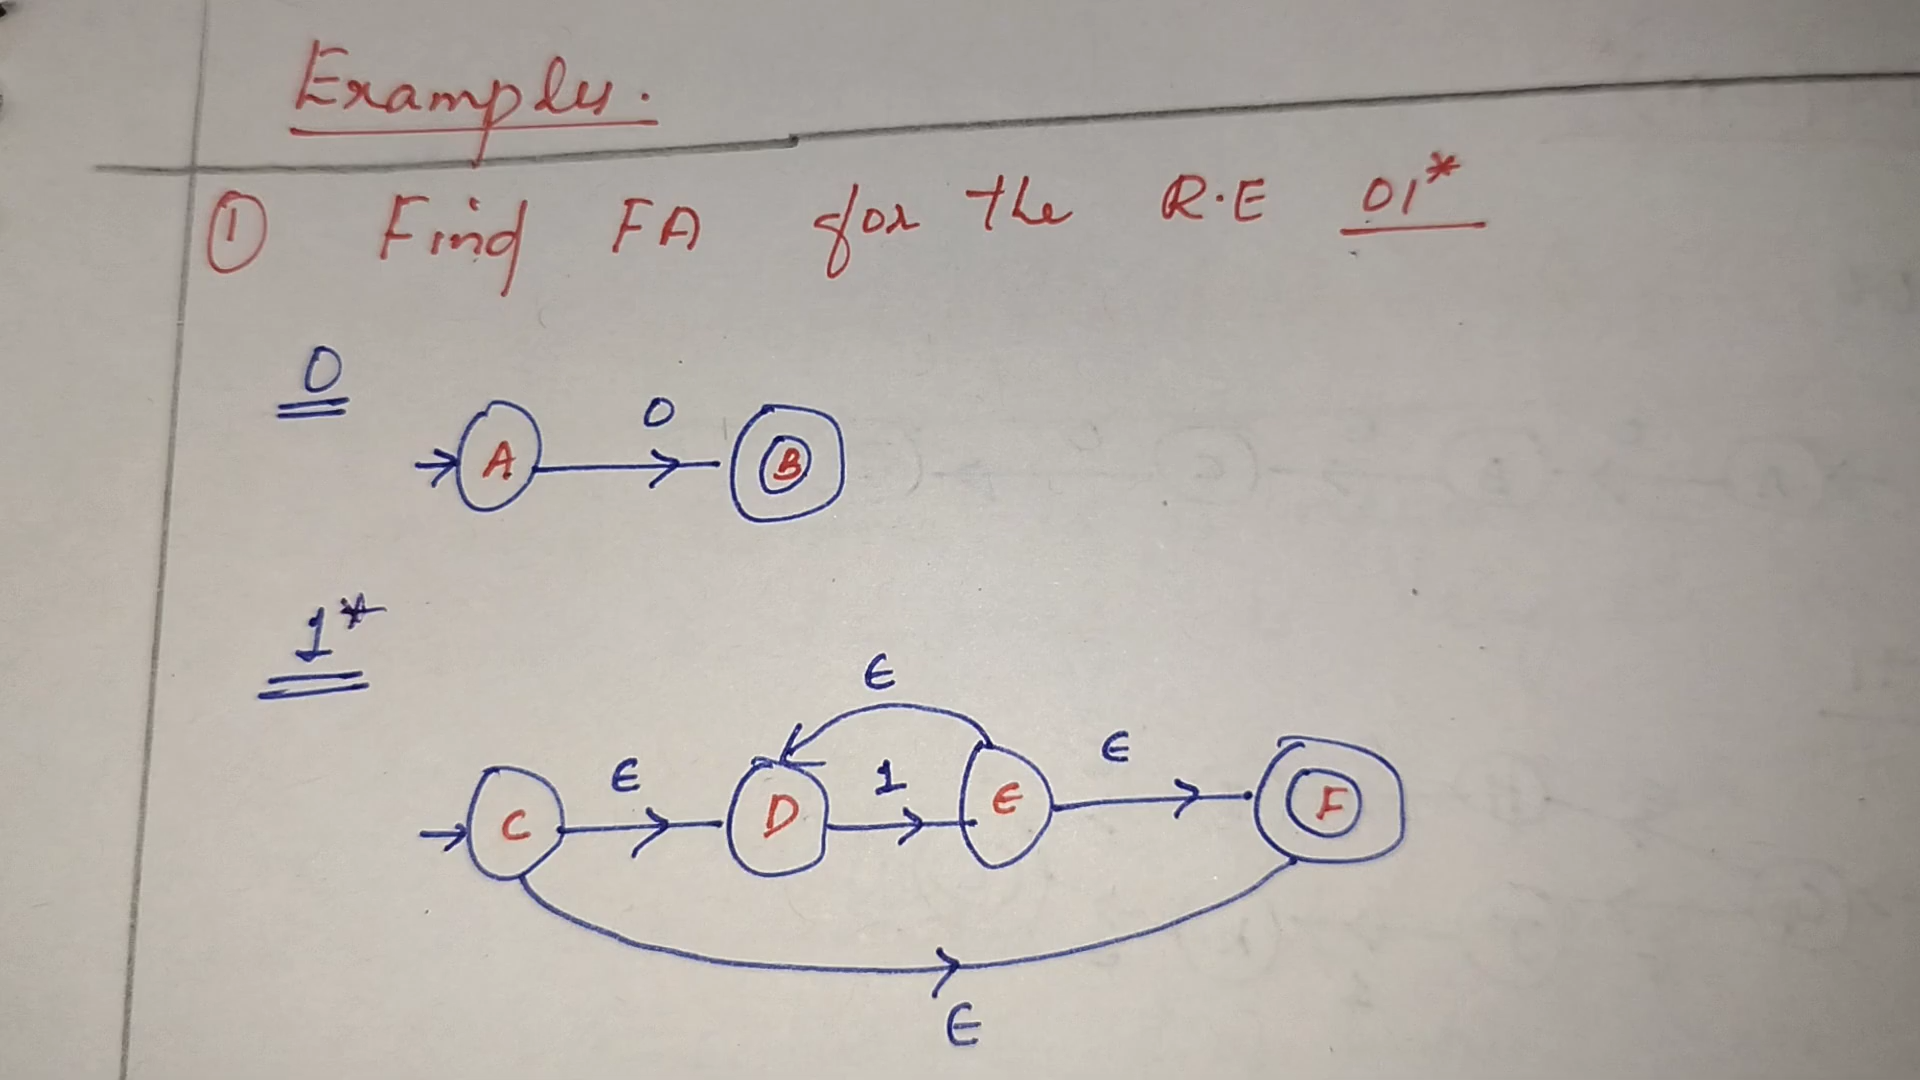 Examples.
① Find FA for the R.E 01*
0
0
A B
1*
ϵ
ϵ 1 ϵ
C D E F
ϵ